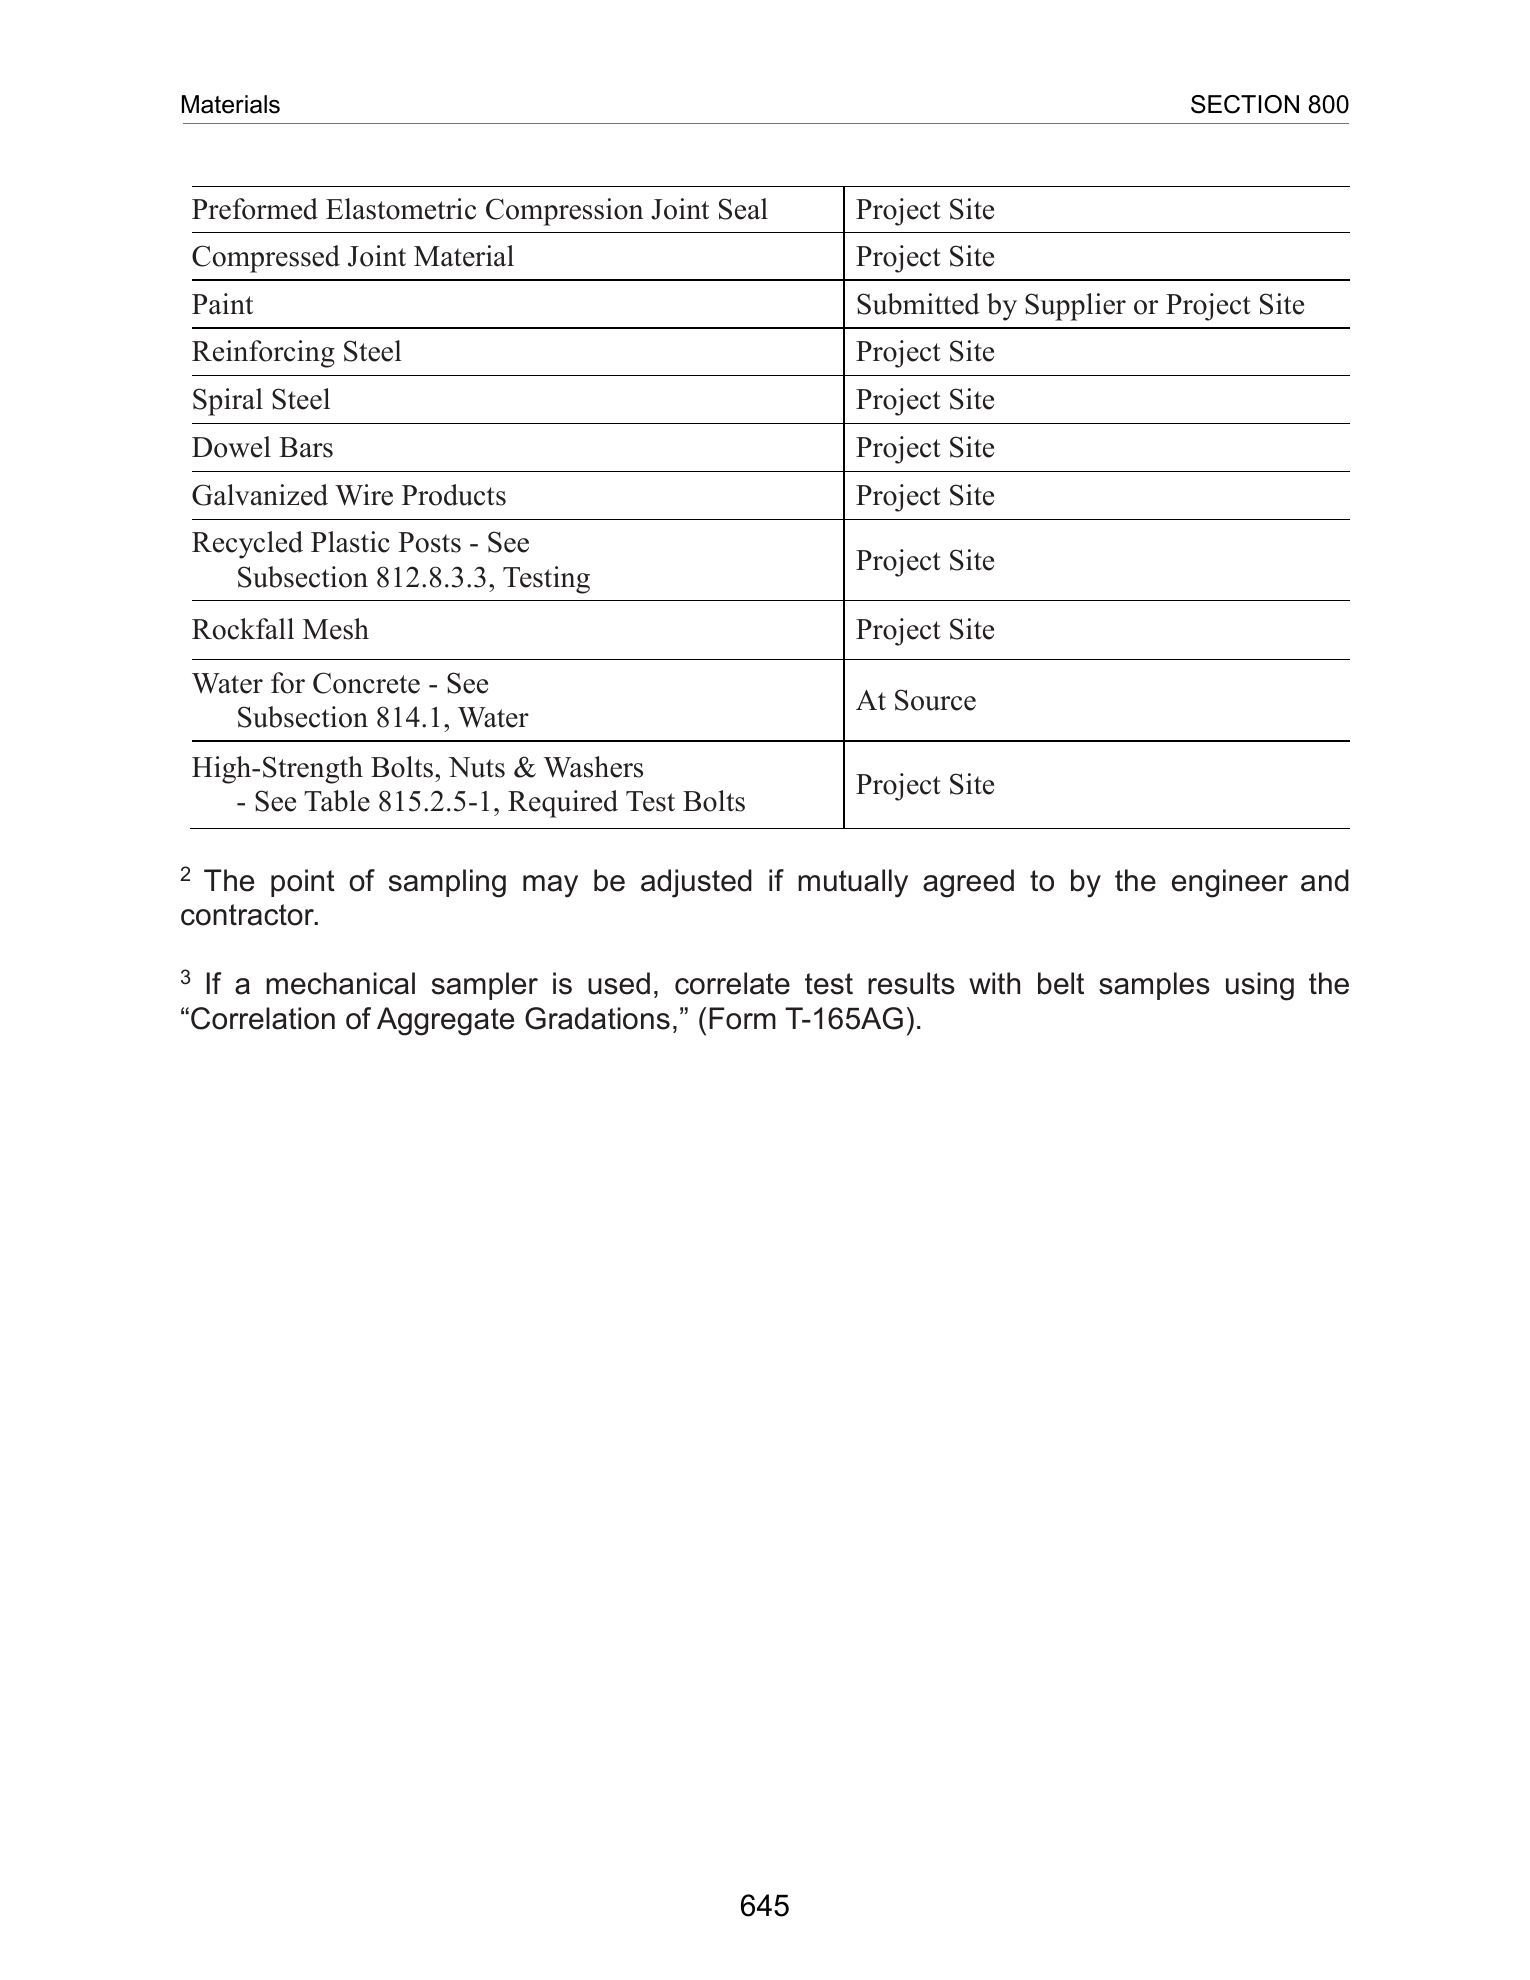 Materials SECTION 800
Preformed Elastometric Compression Joint Seal Project Site
Compressed Joint Material Project Site
Paint Submitted by Supplier or Project Site
Reinforcing Steel Project Site
Spiral Steel Project Site
Dowel Bars Project Site
Galvanized Wire Products Project Site
Recycled Plastic Posts - See
Subsection 812.8.3.3, Testing
Project Site
Rockfall Mesh Project Site
Water for Concrete - See
Subsection 814.1, Water
At Source
High-Strength Bolts, Nuts & Washers
- See Table 815.2.5-1, Required Test Bolts
Project Site
2 The point of sampling may be adjusted if mutually agreed to by the engineer and
contractor.
3 If a mechanical sampler is used, correlate test results with belt samples using the
“Correlation of Aggregate Gradations,” (Form T-165AG).
645